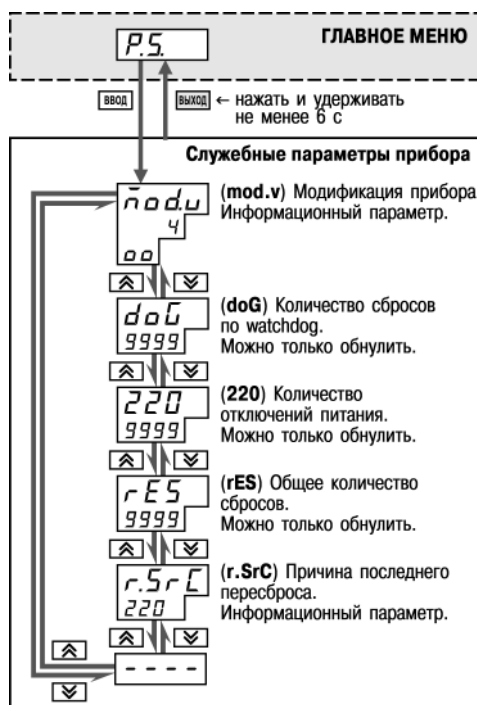 P.S.
ГЛАВНОЕ МЕНЮ
ВВОД
ВЫХОД
← нажать и удерживать
не менее 6 с
Служебные параметры прибора
nod.u
4
oo
(mod.v) Модификация прибора
Информационный параметр.
doG
9999
(doG) Количество сбросов
по watchdog.
Можно только обнулить.
220
9999
(220) Количество
отключений питания.
Можно только обнулить.
rES
9999
(rES) Общее количество
сбросов.
Можно только обнулить.
r.SrC
220
(r.SrC) Причина последнего
пересброса.
Информационный параметр.
- - - -